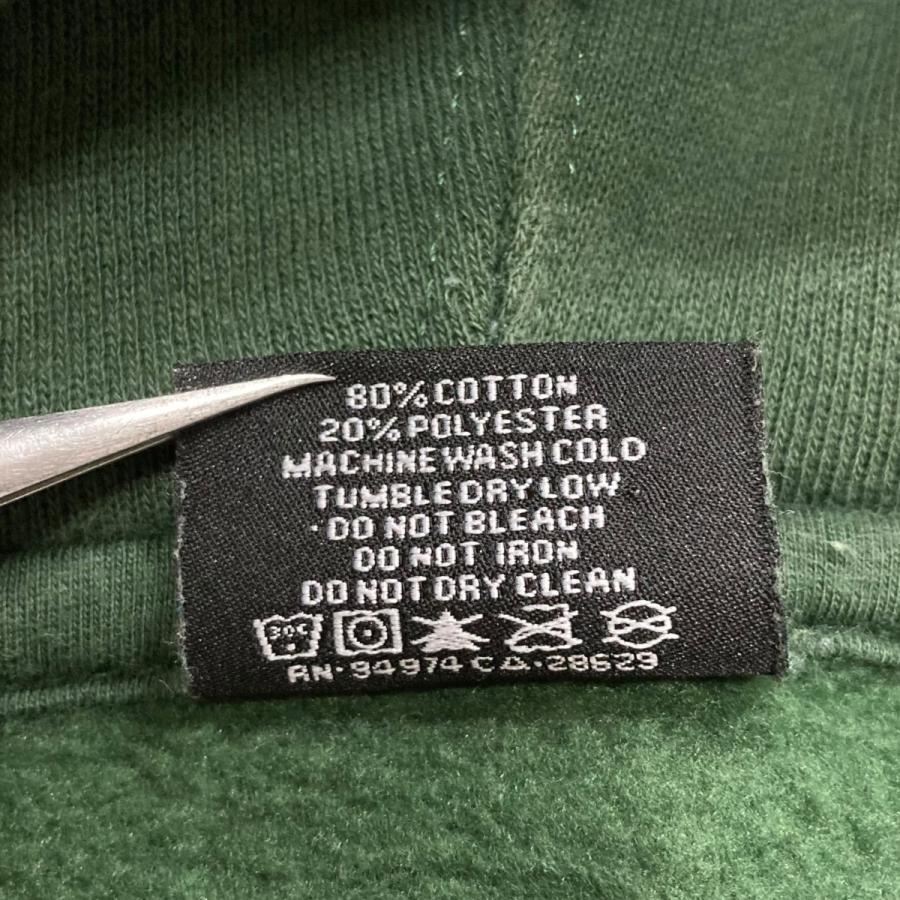 80% COTTON
20% POLYESTER
MACHINE WASH COLD
TUMBLE DRY LOW
DO NOT BLEACH
DO NOT IRON
DO NOT DRY CLEAN
30C
RN·94974 CA·28629